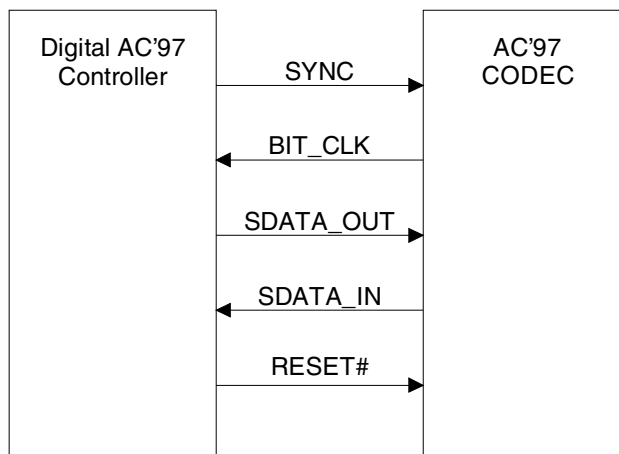 Digital AC'97
Controller
AC'97
CODEC
SYNC
BIT_CLK
SDATA_OUT
SDATA_IN
RESET#